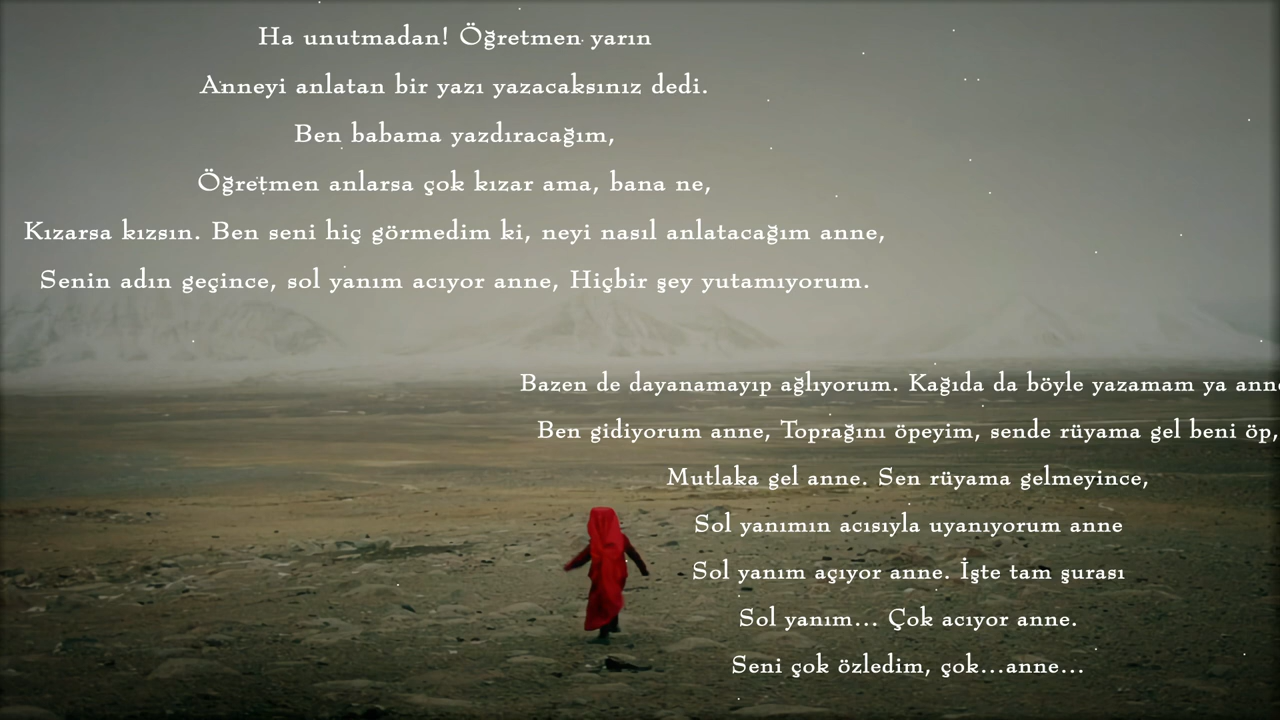 Ha unutmadan! Öğretmen yarın
Anneyi anlatan bir yazı yazacaksınız dedi.
Ben babama yazdıracağım,
Öğretmen anlarsa çok kızar ama, bana ne,
Kızarsa kızsın. Ben seni hiç görmedim ki, neyi nasıl anlatacağım anne,
Senin adın geçince, sol yanım acıyor anne, Hiçbir şey yutamıyorum.
Bazen de dayanamayıp ağlıyorum. Kağıda da böyle yazamam ya anne
Ben gidiyorum anne, Toprağını öpeyim, sende rüyama gel beni öp,
Mutlaka gel anne. Sen rüyama gelmeyince,
Sol yanımın acısıyla uyanıyorum anne
Sol yanım açıyor anne. İşte tam şurası
Sol yanım... Çok acıyor anne.
Seni çok özledim, çok...anne...